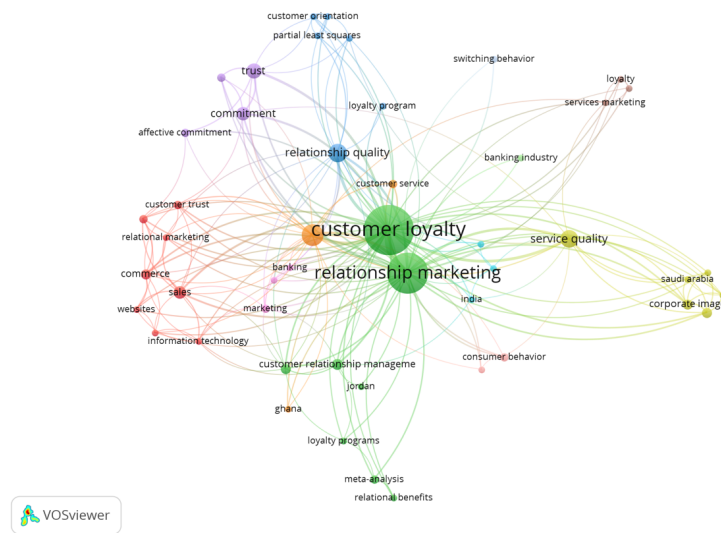 customer orientation
partial least squares
switching behavior
trust
loyalty
loyalty program
services marketing
commitment
affective commitment
relationship quality
banking industry
customer service
customer trust
customer loyalty
relational marketing
service quality
banking
relationship marketing
commerce
saudi arabia
sales
india
corporate imag
websites
marketing
information technology
consumer behavior
customer relationship manageme
jordan
ghana
loyalty programs
meta-analysis
relational benefits
VOSviewer